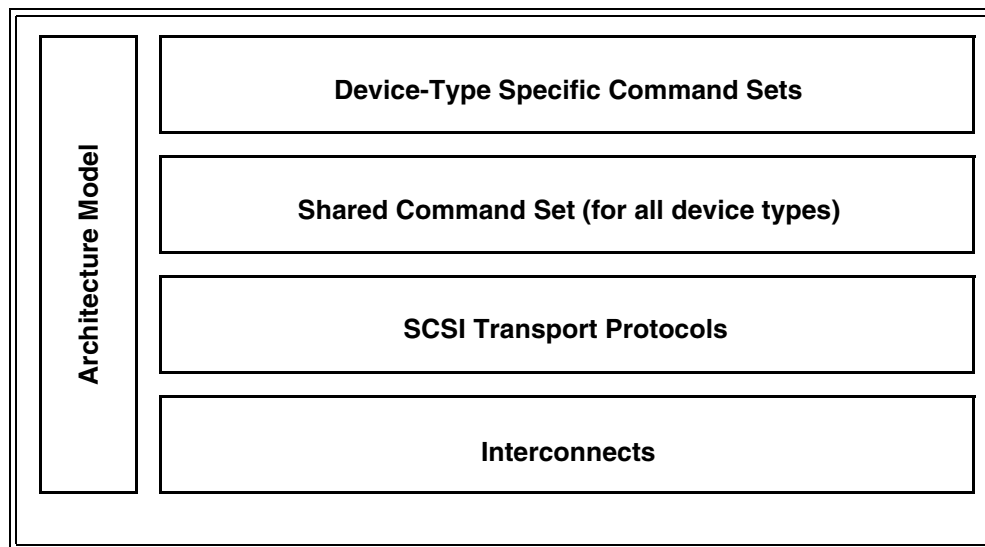 Architecture Model
Device-Type Specific Command Sets
Shared Command Set (for all device types)
SCSI Transport Protocols
Interconnects